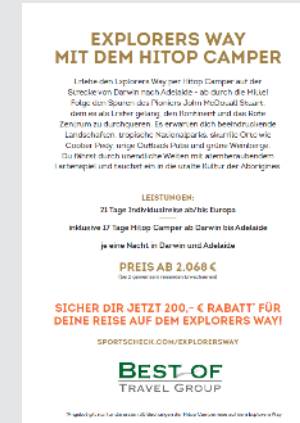 EXPLORERS WAY
MIT DEM HITOP CAMPER
Erlebe den Explorers Way per Hitop Camper auf der
Strecke von Darwin nach Adelaide – ab durch die Mitte!
Folge den Spuren des Pioniers John McDouall Stuart,
dem es als Erster gelang, den Kontinent und das Rote
Zentrum zu durchqueren. Es erwarten dich beeindruckende
Landschaften, tropische Nationalparks, skurrile Orte wie
Coober Pedy, urige Outback Pubs und grüne Weinberge.
Du fährst durch unendliche Weiten mit atemberaubendem
Farbenspiel und tauchst ein in die uralte Kultur der Aborigines.
LEISTUNGEN:
21 Tage Individualreise ab/bis Europa
inklusive 17 Tage Hitop Camper ab Darwin bis Adelaide
je eine Nacht in Darwin und Adelaide
PREIS AB 2.068 €
SICHER DIR JETZT 200,- € RABATT* FÜR
DEINE REISE AUF DEM EXPLORERS WAY!
SPORTSCHECK.COM/EXPLORERSWAY
BEST OF
TRAVEL GROUP